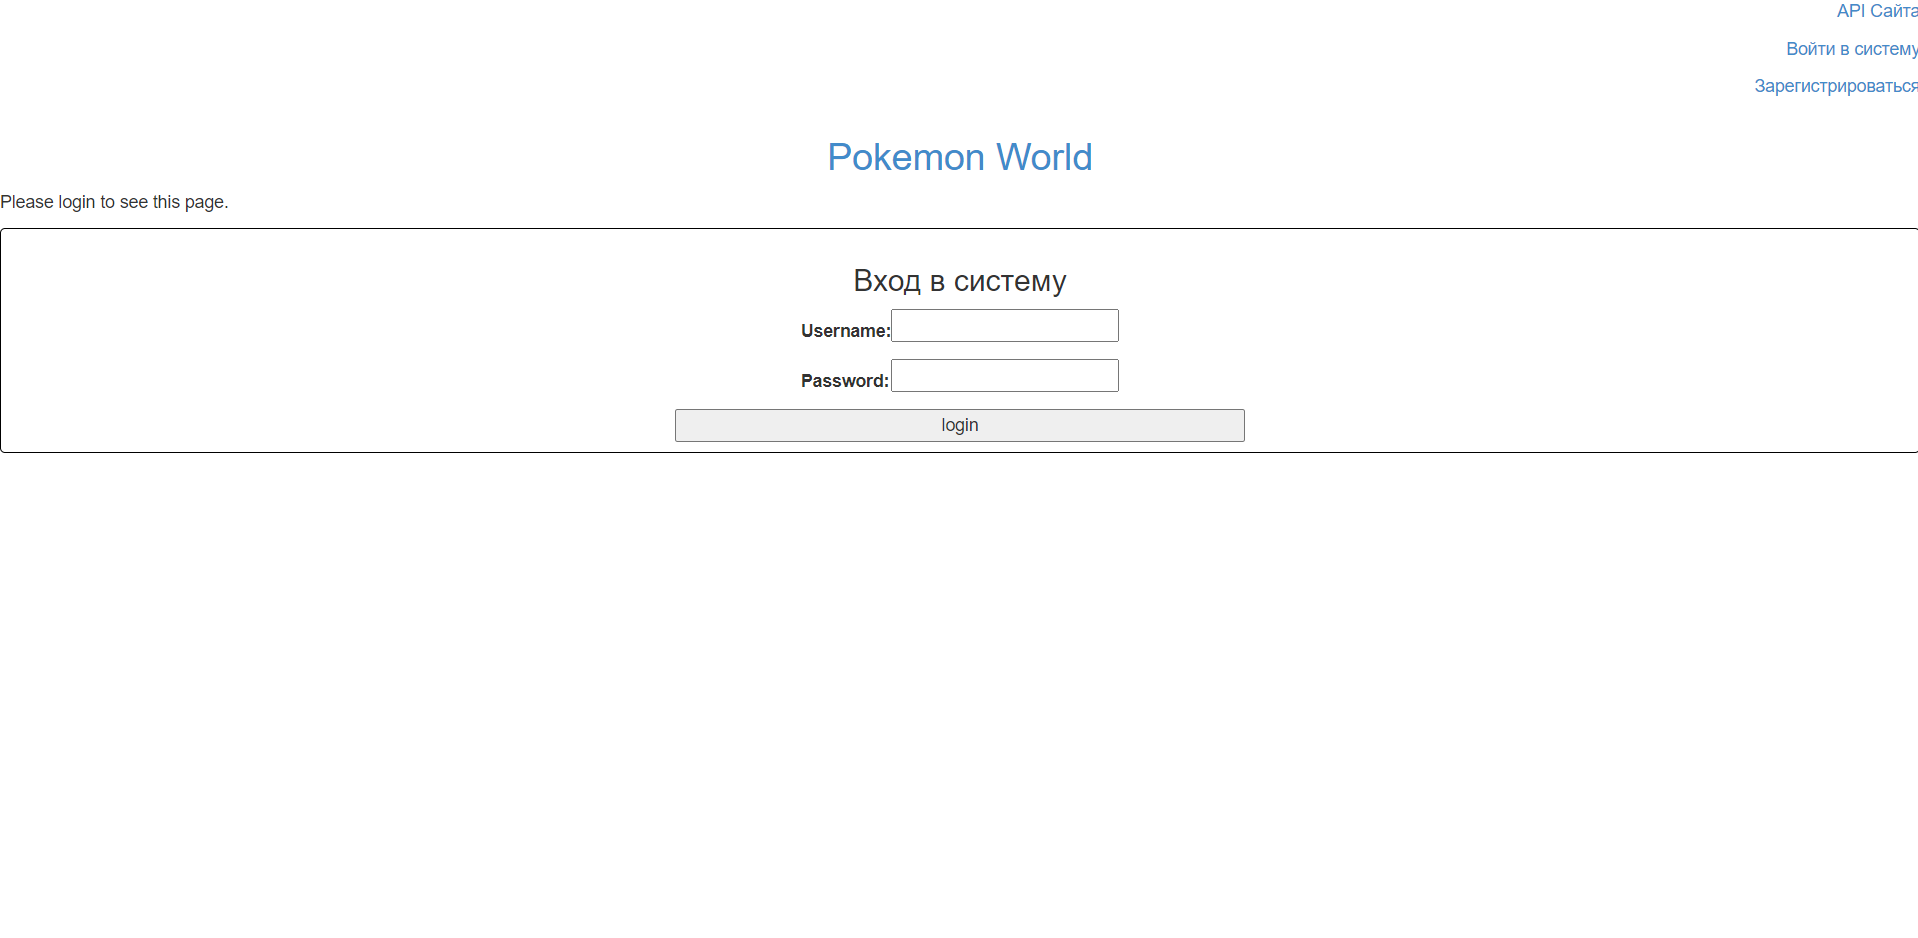 API Сайта
Войти в систему
Зарегистрироваться
Pokemon World
Please login to see this page.
Вход в систему
Username:
Password:
login